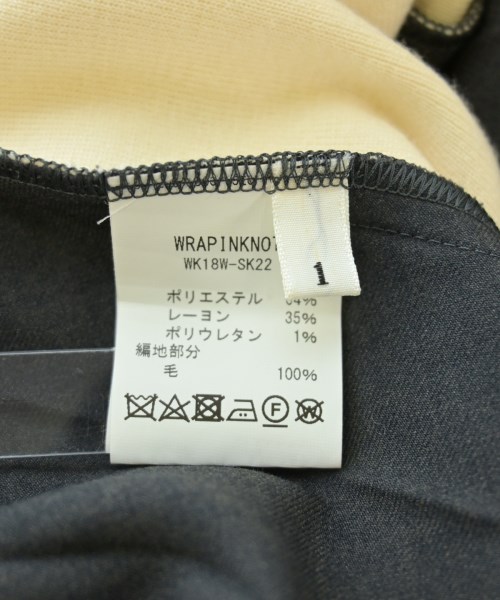 WRAPINKNOT
WK18W-SK22
1
ポリエステル 64%
レーヨン 35%
ポリウレタン 1%
編地部分
毛 100%
F
W